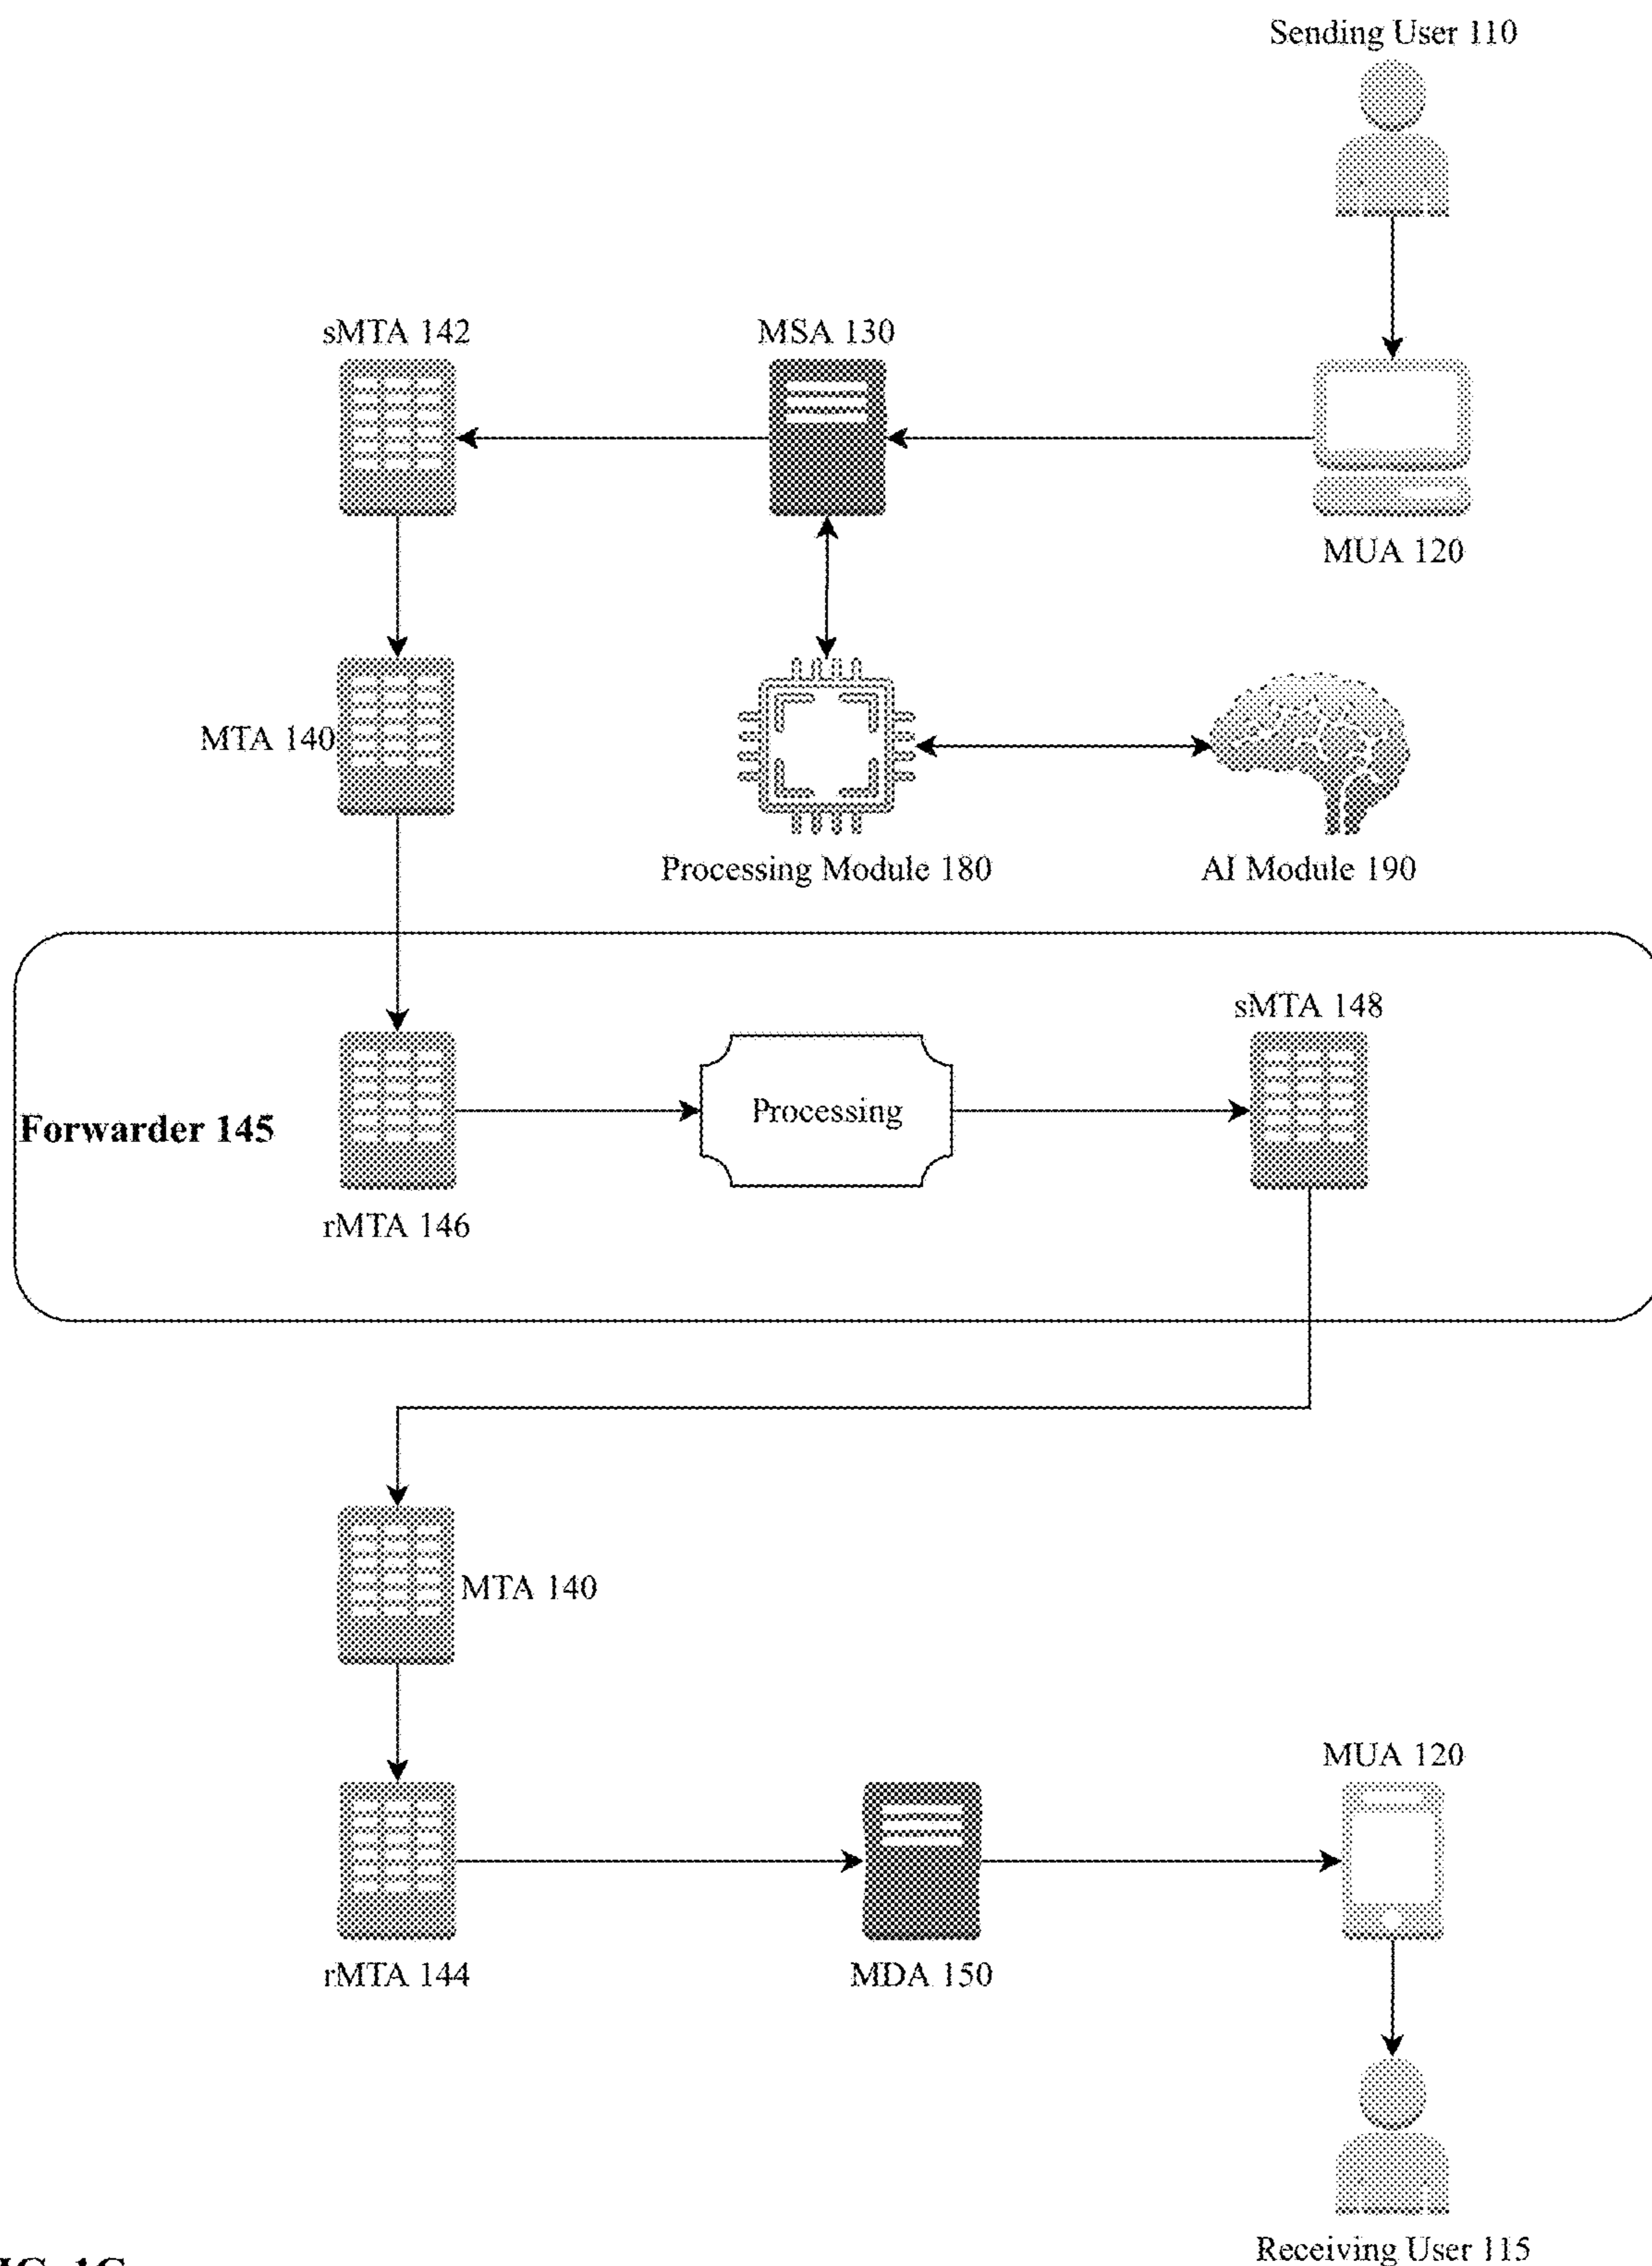 Sending User 110
sMTA 142
MSA 130
MUA 120
MTA 140
Processing Module 180
AI Module 190
sMTA 148
Processing
Forwarder 145
rMTA 146
MTA 140
MUA 120
rMTA 144
MDA 150
Receiving User 115